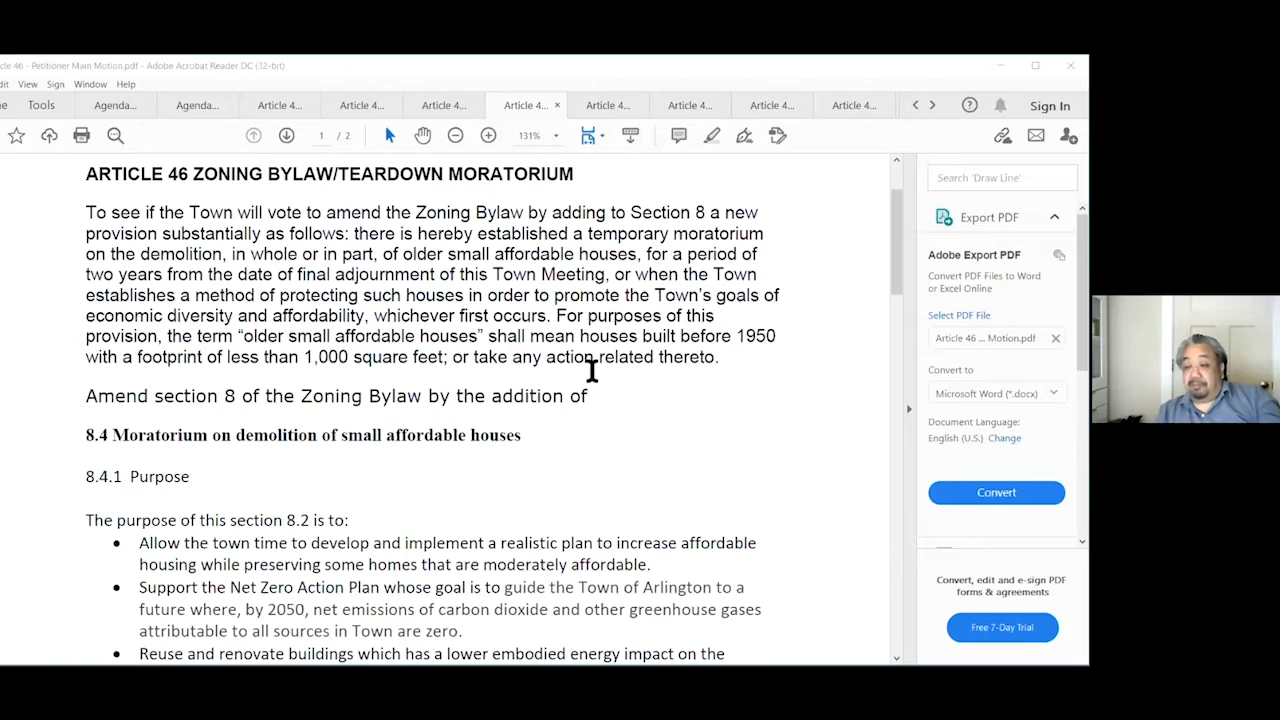 cle 46 - Petitioner Main Motion.pdf - Adobe Acrobat Reader DC (32-bit)
dit View Sign Window Help
ne Tools Agenda... Agenda... Article 4... Article 4... Article 4... Article 4... × Article 4... Article 4... Article 4... Article 4... Sign In
1 / 2 131%
ARTICLE 46 ZONING BYLAW/TEARDOWN MORATORIUM
To see if the Town will vote to amend the Zoning Bylaw by adding to Section 8 a new
provision substantially as follows: there is hereby established a temporary moratorium
on the demolition, in whole or in part, of older small affordable houses, for a period of
two years from the date of final adjournment of this Town Meeting, or when the Town
establishes a method of protecting such houses in order to promote the Town's goals of
economic diversity and affordability, whichever first occurs. For purposes of this
provision, the term "older small affordable houses" shall mean houses built before 1950
with a footprint of less than 1,000 square feet; or take any action related thereto.
Amend section 8 of the Zoning Bylaw by the addition of
8.4 Moratorium on demolition of small affordable houses
8.4.1 Purpose
The purpose of this section 8.2 is to:
• Allow the town time to develop and implement a realistic plan to increase affordable
housing while preserving some homes that are moderately affordable.
• Support the Net Zero Action Plan whose goal is to guide the Town of Arlington to a
future where, by 2050, net emissions of carbon dioxide and other greenhouse gases
attributable to all sources in Town are zero.
• Reuse and renovate buildings which has a lower embodied energy impact on the
Search 'Draw Line'
Export PDF
Adobe Export PDF
Convert PDF Files to Word
or Excel Online
Select PDF File
Article 46 ... Motion.pdf
Convert to
Microsoft Word (*.docx)
Document Language:
English (U.S.) Change
Convert
Convert, edit and e-sign PDF
forms & agreements
Free 7-Day Trial